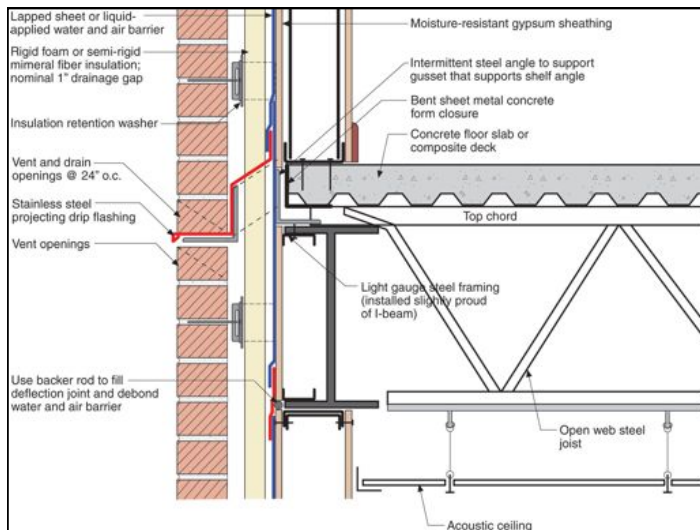 Lapped sheet or liquid-
applied water and air barrier
Rigid foam or semi-rigid
mimeral fiber insulation;
nominal 1" drainage gap
Insulation retention washer
Vent and drain
openings @ 24" o.c.
Stainless steel
projecting drip flashing
Vent openings
Use backer rod to fill
deflection joint and debond
water and air barrier
Moisture-resistant gypsum sheathing
Intermittent steel angle to support
gusset that supports shelf angle
Bent sheet metal concrete
form closure
Concrete floor slab or
composite deck
Top chord
Light gauge steel framing
(installed slightly proud
of I-beam)
Open web steel
joist
Acoustic ceiling